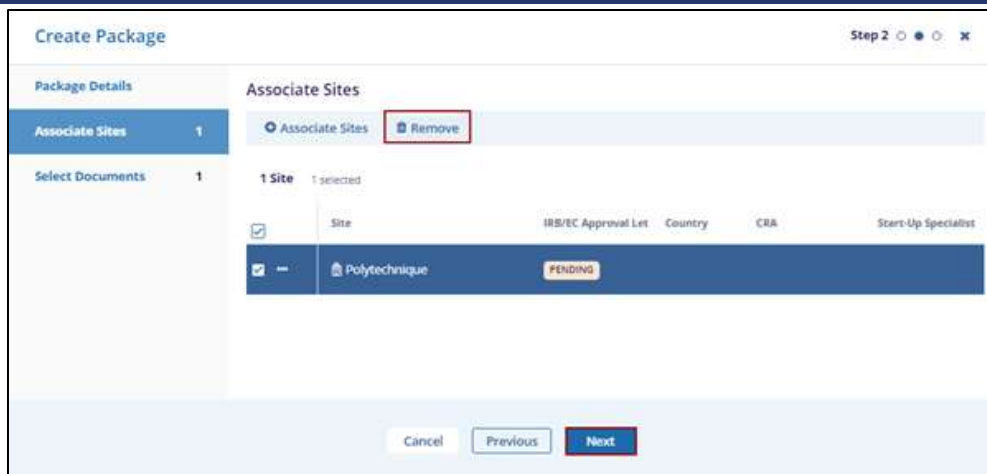 Create Package
Step 2
Package Details
Associate Sites
Associate Sites 1
Associate Sites Remove
Select Documents 1
1 Site 1 selected
Site IRB/EC Approval Let Country CRA Start-Up Specialist
Polytechnique PENDING
Cancel Previous Next